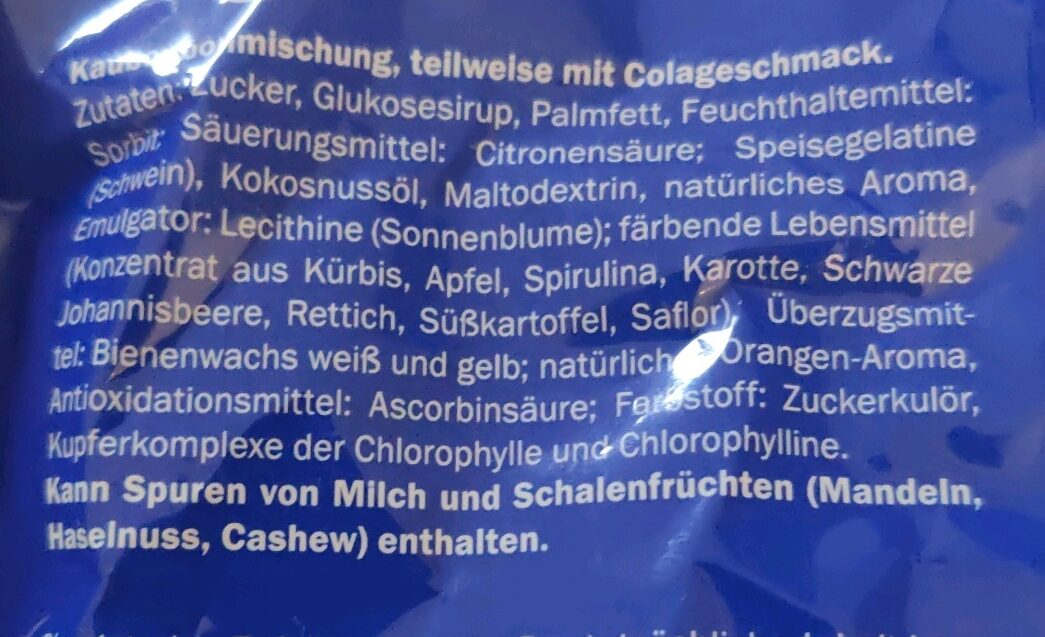 Kaubonbonmischung, teilweise mit Colageschmack.
Zutaten: Zucker, Glukosesirup, Palmfett, Feuchthaltemittel:
Sorbit; Säuerungsmittel: Citronensäure; Speisegelatine
(Schwein), Kokosnussöl, Maltodextrin, natürliches Aroma,
Emulgator: Lecithine (Sonnenblume); färbende Lebensmittel
(Konzentrat aus Kürbis, Apfel, Spirulina, Karotte, Schwarze
Johannisbeere, Rettich, Süßkartoffel, Saflor); Überzugsmit-
tel: Bienenwachs weiß und gelb; natürliches Orangen-Aroma,
Antioxidationsmittel: Ascorbinsäure; Farbstoff: Zuckerkulör,
Kupferkomplexe der Chlorophylle und Chlorophylline.
Kann Spuren von Milch und Schalenfrüchten (Mandeln,
Haselnuss, Cashew) enthalten.